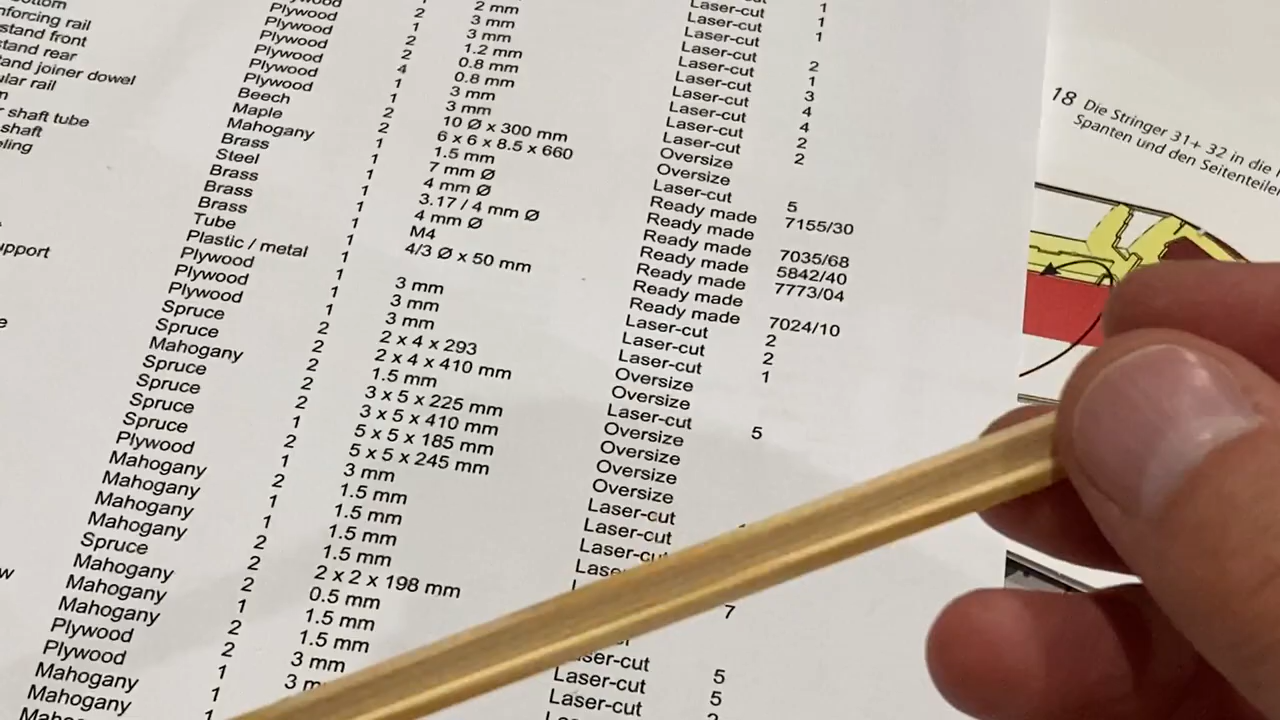 Laser-cut 1
Laser-cut 1
1 2 mm Laser-cut
Plywood 2 3 mm Laser-cut 2
Plywood 1 3 mm Laser-cut 1
Plywood 2 1.2 mm Laser-cut 3
Plywood 2 0.8 mm Laser-cut 4
nforcing rail Plywood 4 0.8 mm Laser-cut 4
stand front Plywood 1 3 mm Laser-cut 2
tand rear Plywood 1 3 mm Laser-cut 2
and joiner dowel Beech 2 10 Ø x 300 mm Oversize
ular rail Maple 2 6 x 6 x 8.5 x 660 Oversize
Mahogany 1 1.5 mm Laser-cut 5
shaft tube Brass 1 7 mm Ø Ready made 7155/30
shaft Steel 1 4 mm Ø Ready made
ling Brass 1 3.17 / 4 mm Ø Ready made 7035/68
Brass 1 4 mm Ø Ready made 5842/40
Brass 1 M4 Ready made 7773/04
Tube 1 4/3 Ø x 50 mm Ready made
Plastic / metal 1 Ready made 7024/10
Plywood 1 3 mm Laser-cut 2
upport Plywood 1 3 mm Laser-cut 2
Plywood 1 3 mm Laser-cut 1
Spruce 2 2 x 4 x 293 Oversize
Spruce 2 2 x 4 x 410 mm Oversize
Mahogany 2 1.5 mm Laser-cut 5
Spruce 2 3 x 5 x 225 mm Oversize
Spruce 2 3 x 5 x 410 mm Oversize
Spruce 1 5 x 5 x 185 mm Oversize
Spruce 2 5 x 5 x 245 mm Oversize
Plywood 1 3 mm Laser-cut
Mahogany 2 1.5 mm Laser-cut
Mahogany 1 1.5 mm Laser-cut
Mahogany 1 1.5 mm
Mahogany 2 1.5 mm 7
Spruce 2 2 x 2 x 198 mm
Mahogany 2 0.5 mm
Mahogany 1 1.5 mm ser-cut 5
Mahogany 2 1.5 mm Laser-cut 5
Plywood 2 3 mm Laser-cut
Plywood 1 3 m
Mahogany 1
Mahogany 1
18 Die Stringer 31+ 32 in die
Spanten und den Seitenteile